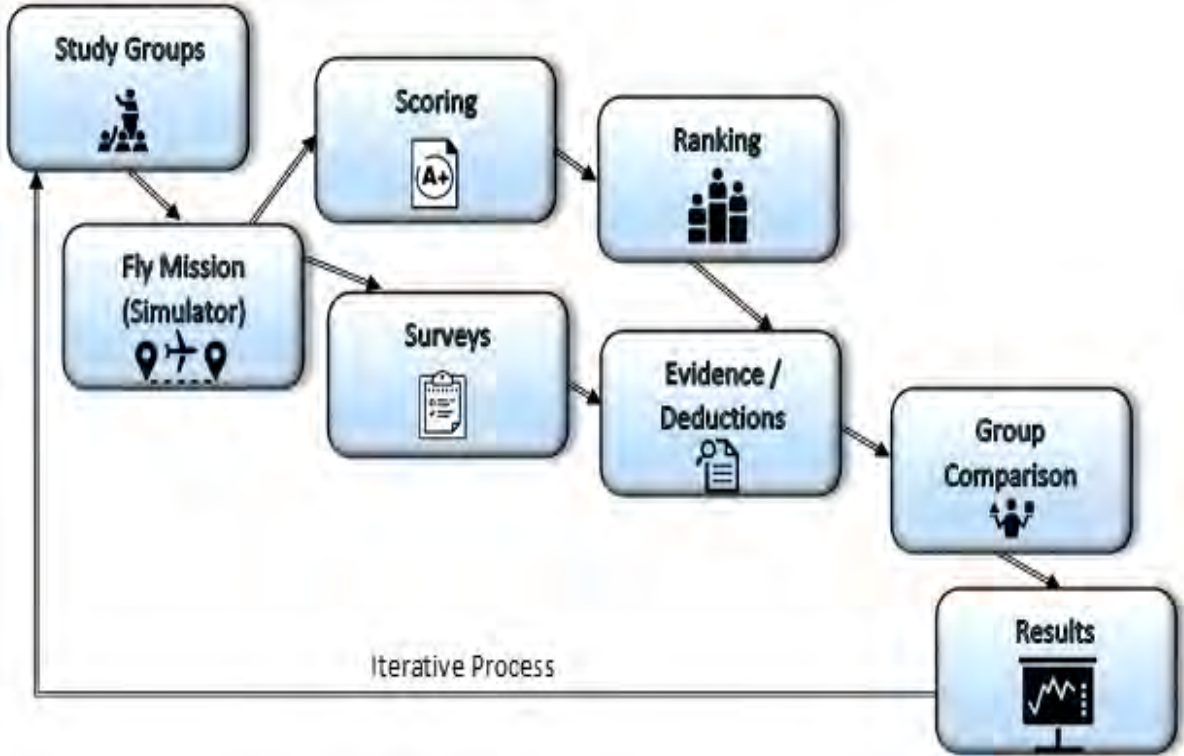 Study Groups
Scoring
A+
Ranking
Fly Mission
(Simulator)
Surveys
Evidence /
Deductions
Group
Comparison
Results
Iterative Process